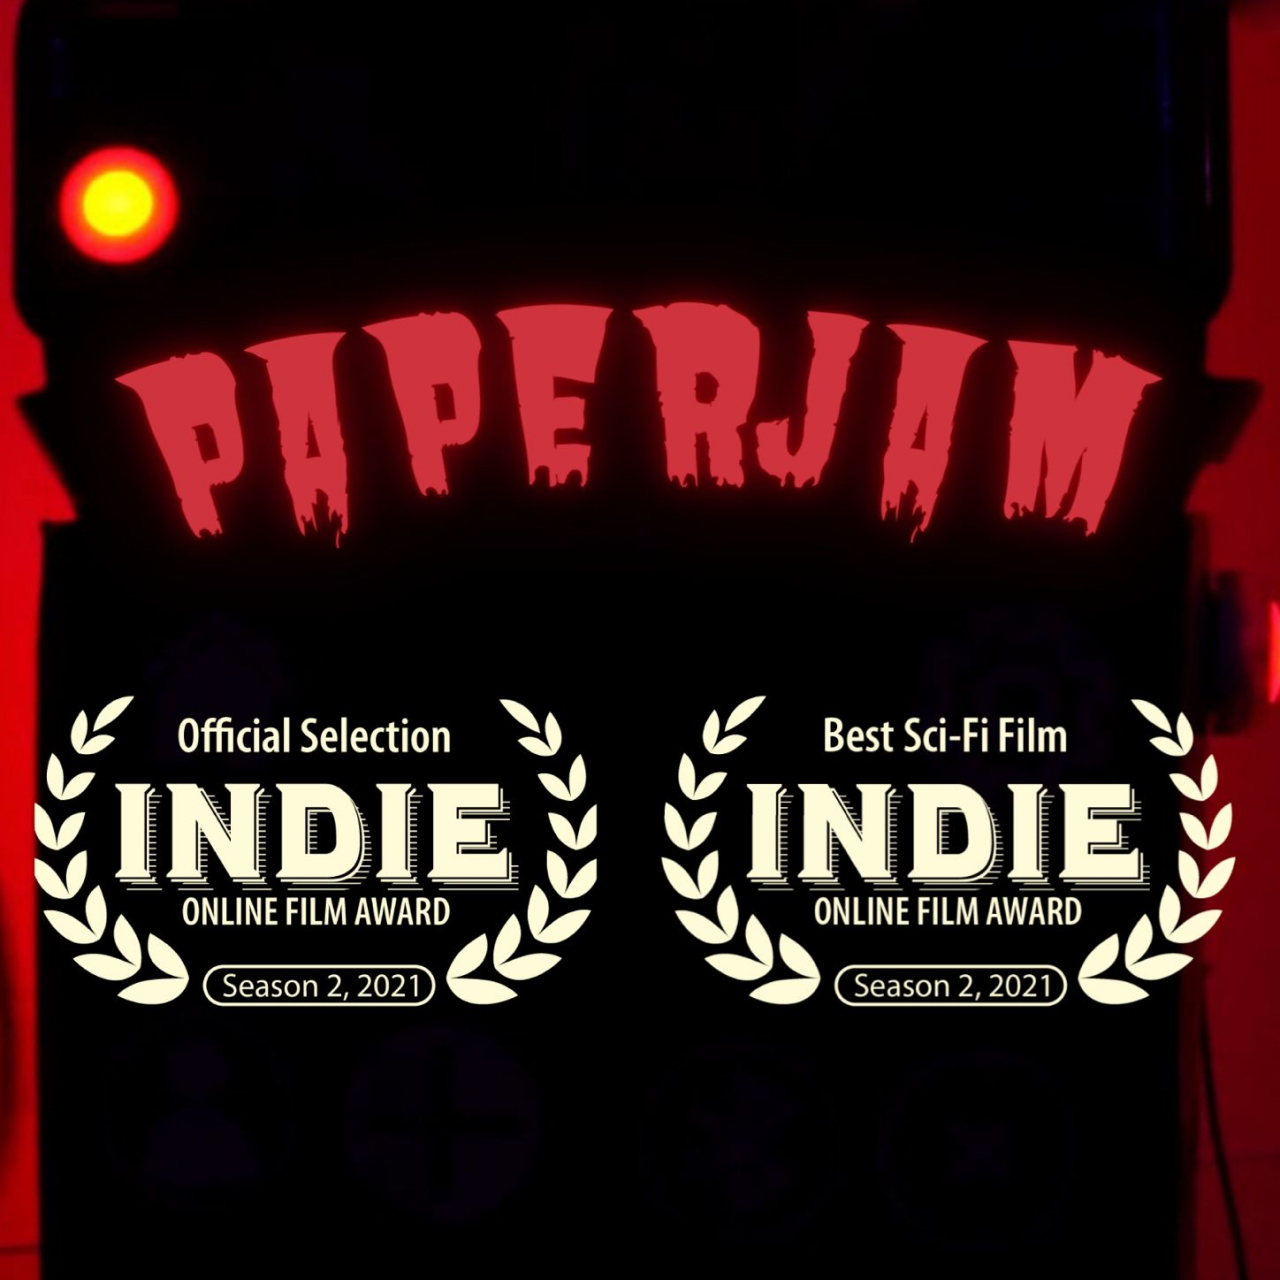 PAPERJAM
Official Selection
INDIE
ONLINE FILM AWARD
Season 2, 2021
Best Sci-Fi Film
INDIE
ONLINE FILM AWARD
Season 2, 2021